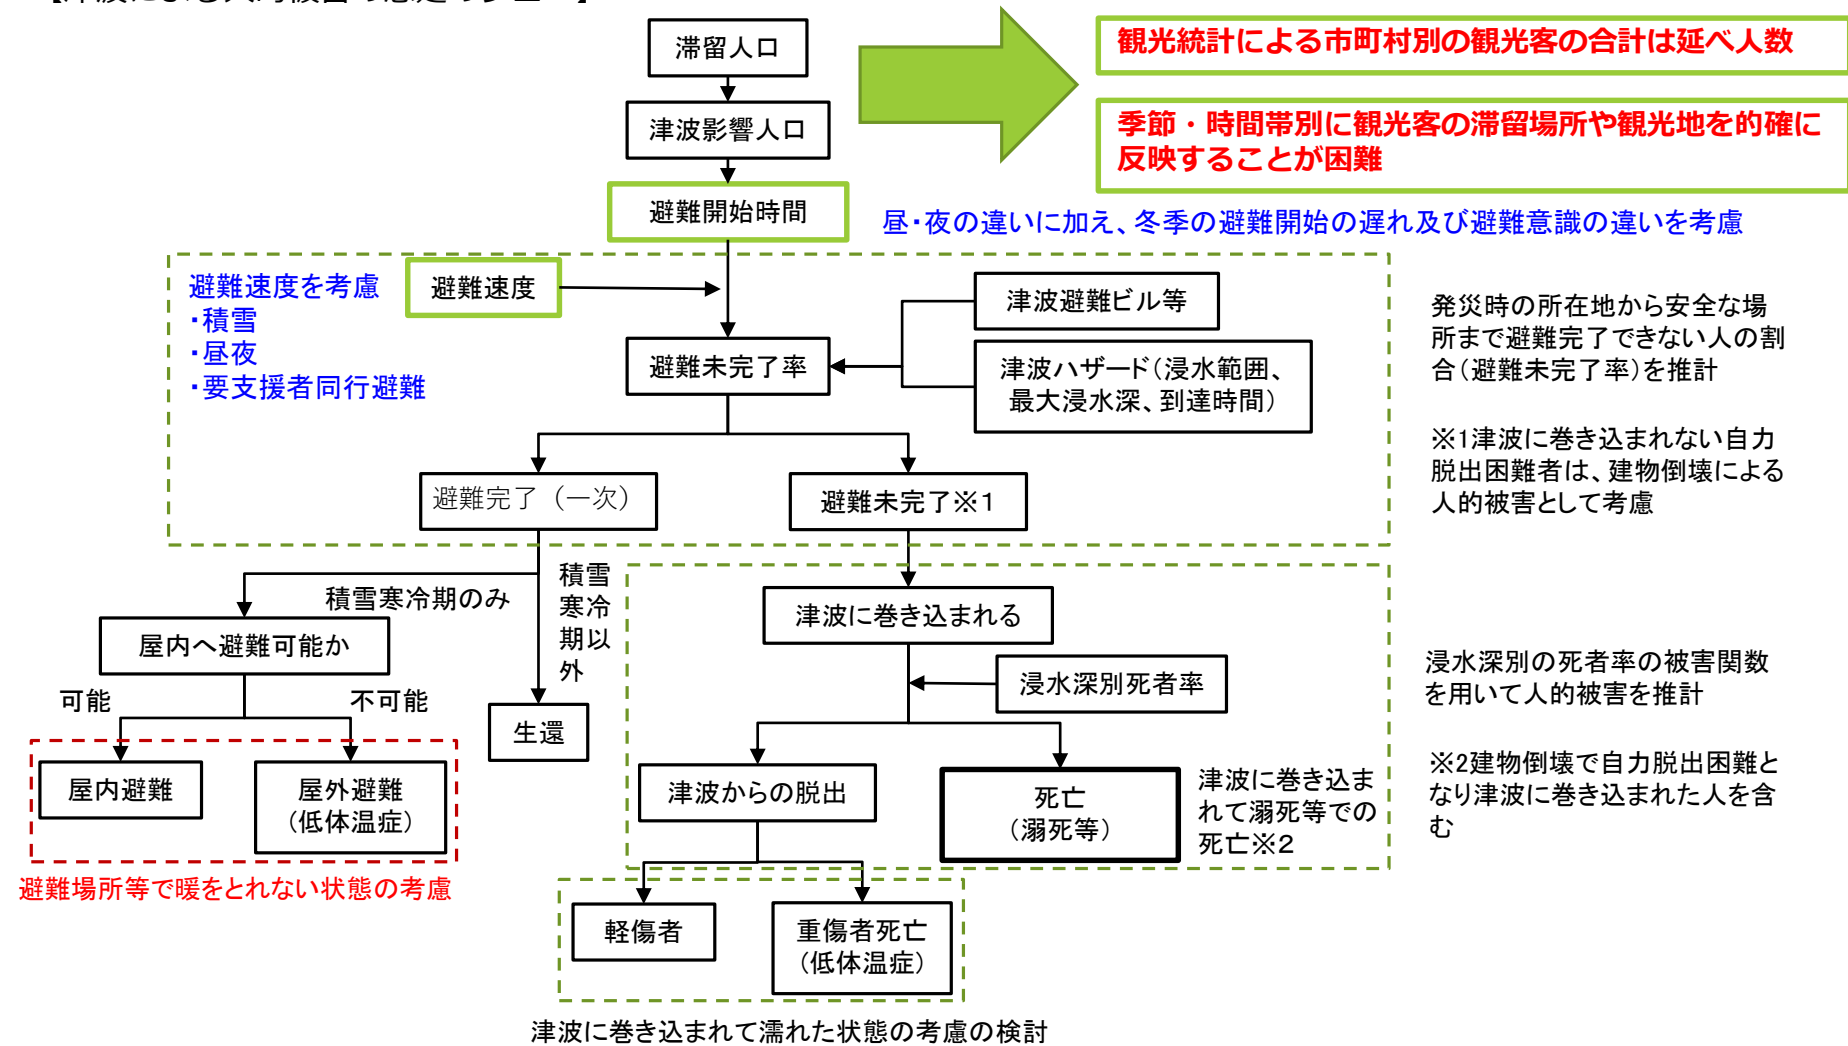 滞留人口
観光統計による市町村別の観光客の合計は延べ人数
津波影響人口
季節・時間帯別に観光客の滞留場所や観光地を的確に
反映することが困難
避難開始時間
昼・夜の違いに加え、冬季の避難開始の遅れ及び避難意識の違いを考慮
避難速度を考慮
・積雪
・昼夜
・要支援者同行避難
避難速度
津波避難ビル等
避難未完了率
津波ハザード（浸水範囲、
最大浸水深、到達時間）
発災時の所在地から安全な場
所まで避難完了できない人の割
合（避難未完了率）を推計
※1津波に巻き込まれない自力
脱出困難者は、建物倒壊による
人的被害として考慮
避難完了（一次）
避難未完了※１
積雪寒冷期のみ
積雪
寒冷
期以
外
津波に巻き込まれる
屋内へ避難可能か
浸水深別死者率
浸水深別の死者率の被害関数
を用いて人的被害を推計
可能
不可能
生還
屋内避難
屋外避難
（低体温症）
津波からの脱出
死亡
（溺死等）
津波に巻き込ま
れて溺死等での
死亡※２
※2建物倒壊で自力脱出困難と
なり津波に巻き込まれた人を含
む
避難場所等で暖をとれない状態の考慮
軽傷者
重傷者死亡
（低体温症）
津波に巻き込まれて濡れた状態の考慮の検討